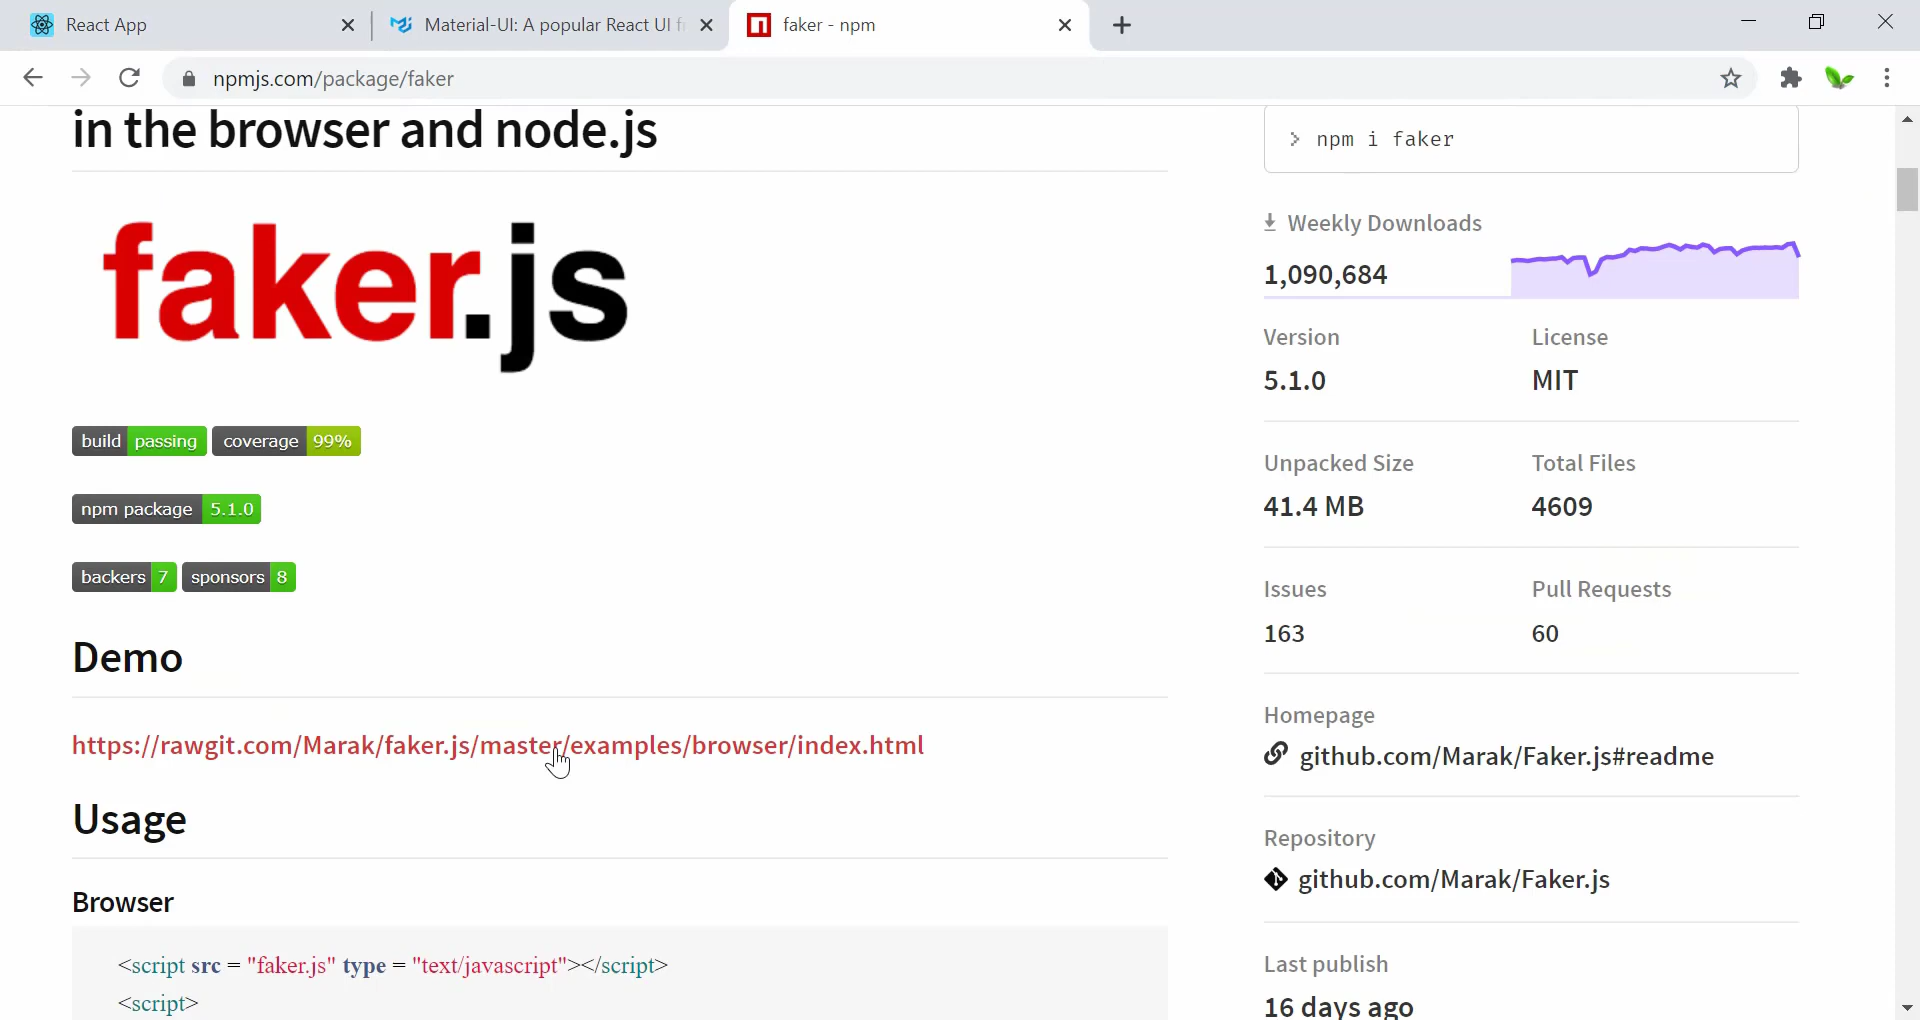 React App
Material-UI: A popular React UI f
faker - npm
npmjs.com/package/faker
in the browser and node.js
faker.js
build passing coverage 99%
npm package 5.1.0
backers 7 sponsors 8
Demo
https://rawgit.com/Marak/faker.js/master/examples/browser/index.html
Usage
Browser
<script src = "faker.js" type = "text/javascript"></script>
<script>
> npm i faker
Weekly Downloads
1,090,684
Version
License
5.1.0
MIT
Unpacked Size
Total Files
41.4 MB
4609
Issues
Pull Requests
163
60
Homepage
github.com/Marak/Faker.js#readme
Repository
github.com/Marak/Faker.js
Last publish
16 days ago